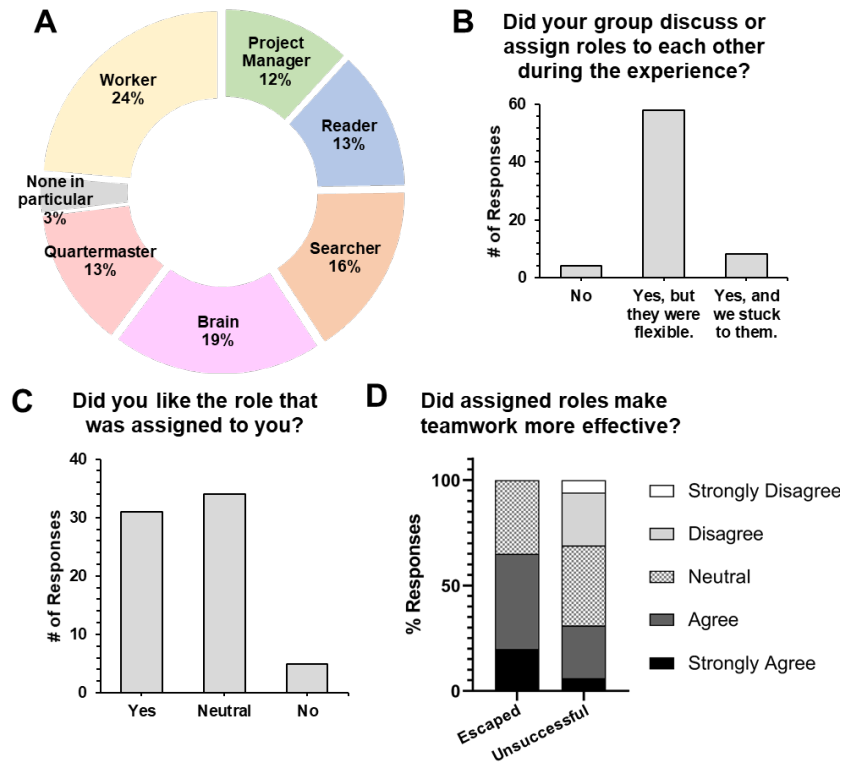 A
Project
Manager
12%
Reader
13%
Searcher
16%
Brain
19%
Quartermaster
13%
None in
particular
3%
Worker
24%
B
Did your group discuss or
assign roles to each other
during the experience?
# of Responses
60
40
20
0
No
Yes, but
they were
flexible.
Yes, and
we stuck
to them.
C
Did you like the role that
was assigned to you?
# of Responses
40
30
20
10
0
Yes
Neutral
No
D
Did assigned roles make
teamwork more effective?
% Responses
100
50
0
Escaped
Unsuccessful
Strongly Disagree
Disagree
Neutral
Agree
Strongly Agree